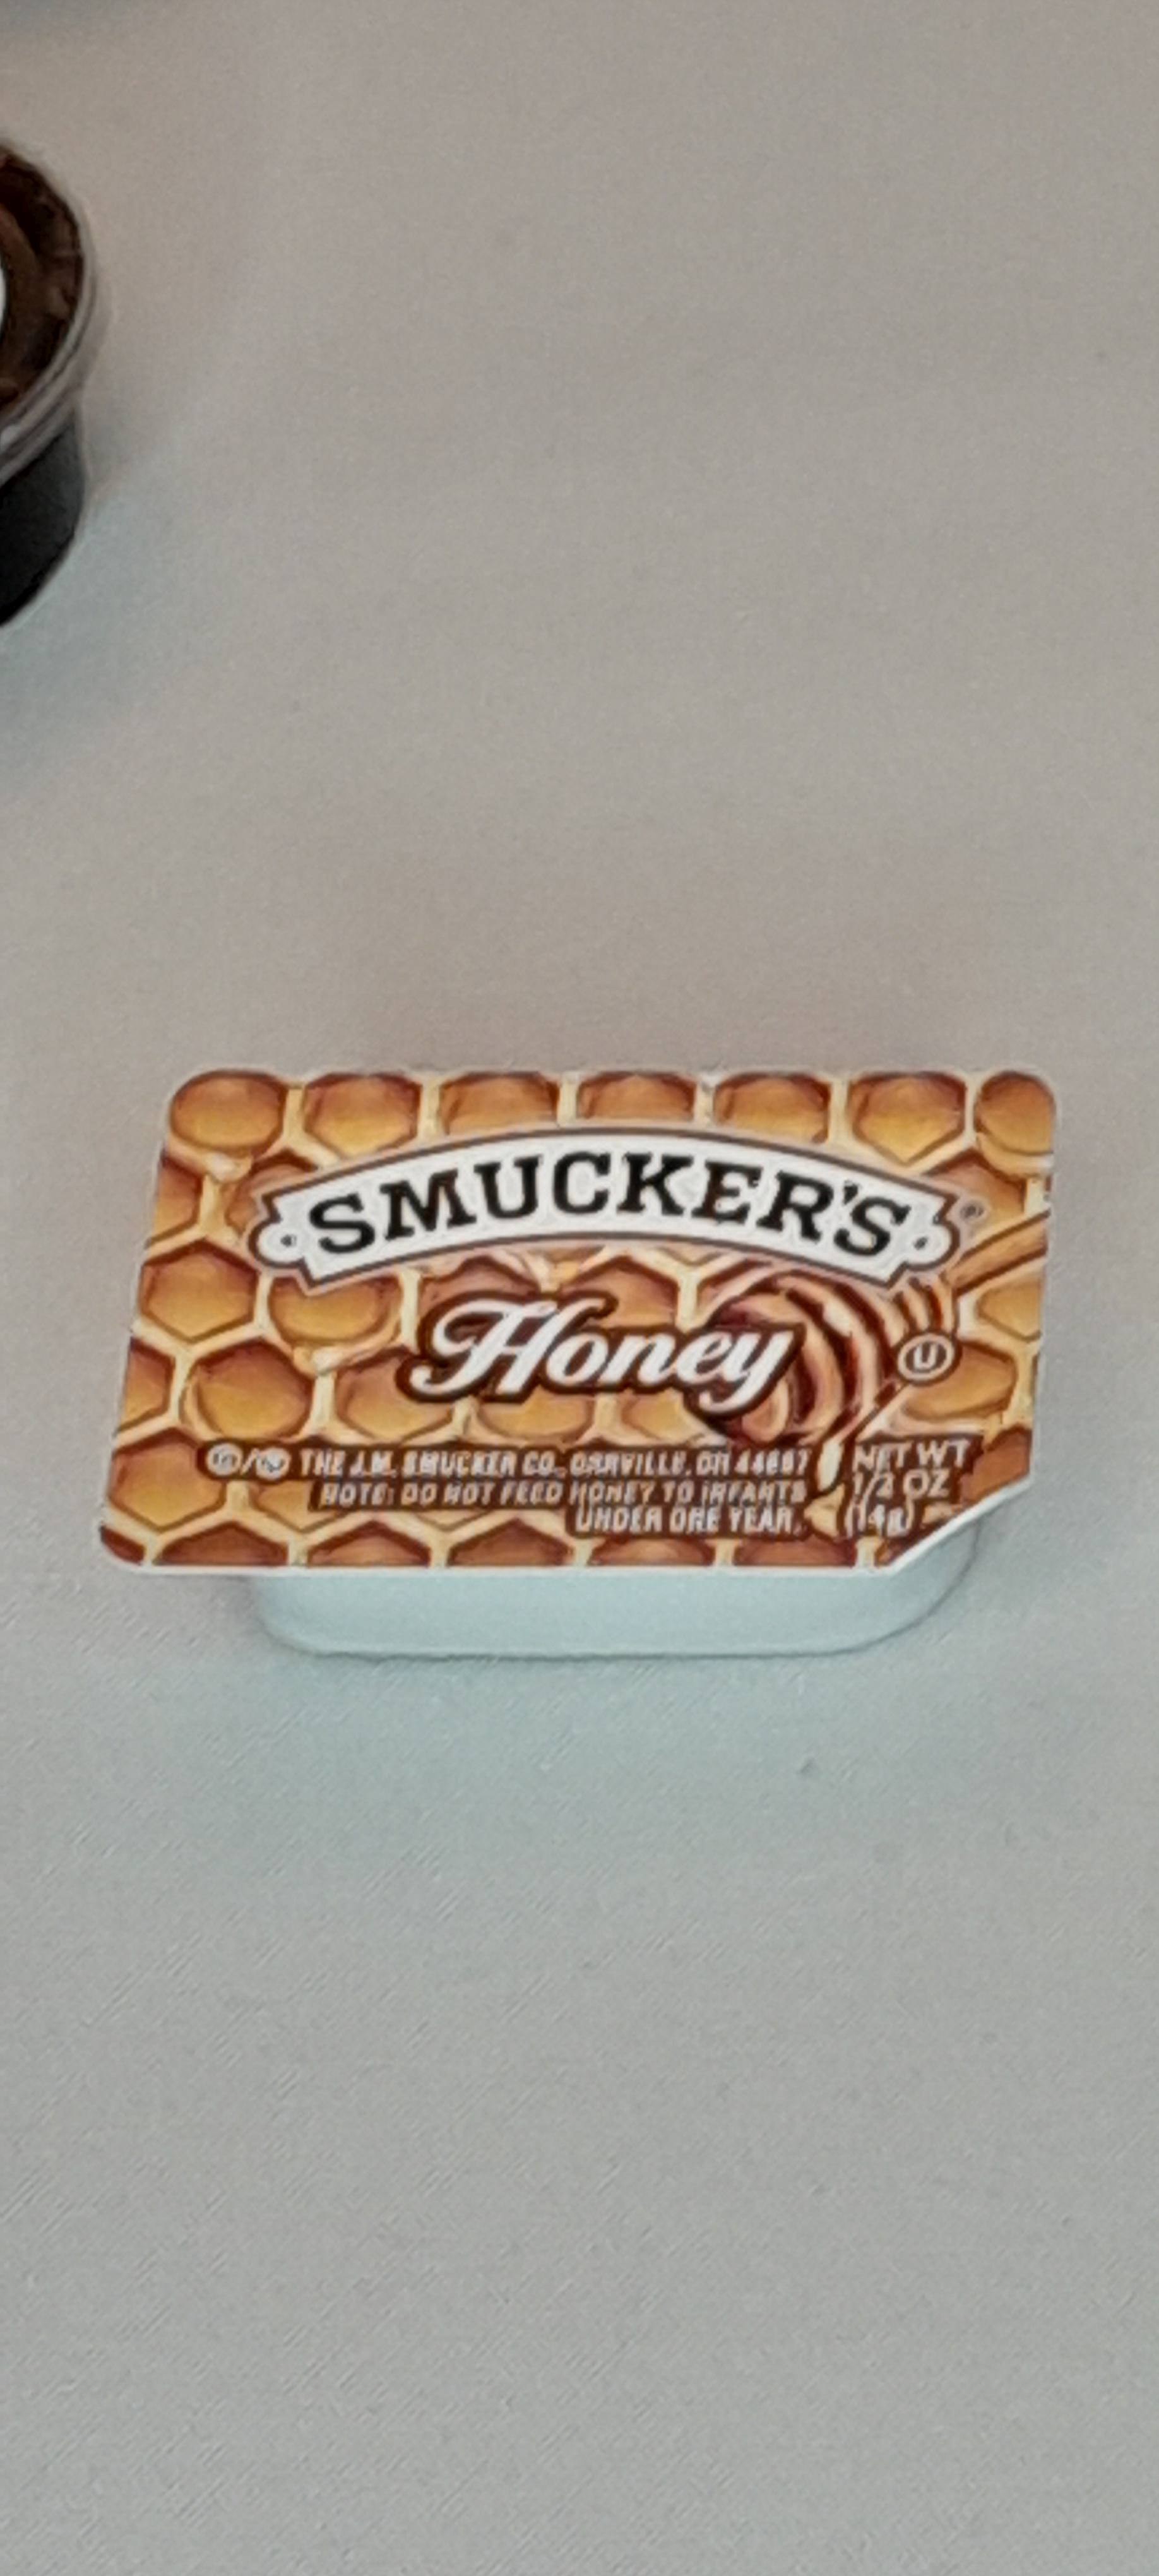 SMUCKER'S
Honey
U
THE J.M. SMUCKER CO. ORRVILLE, OH 44667
NOTE: DO NOT FEED HONEY TO INFANTS
UNDER ONE YEAR.
NET WT
1/2 OZ
(14g)